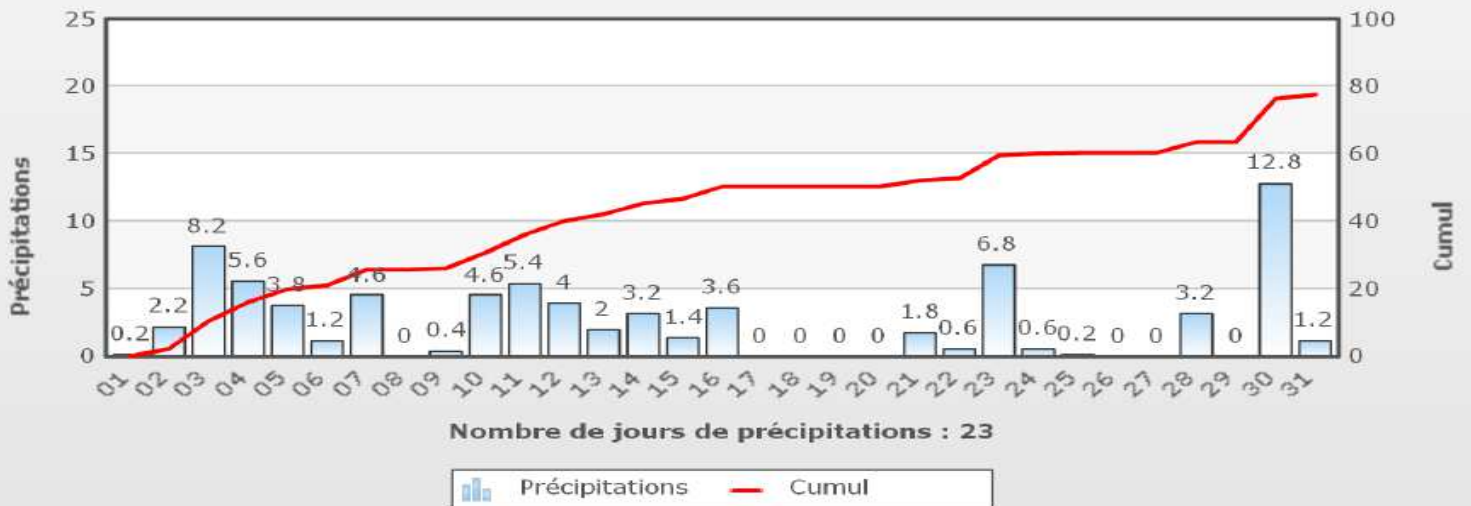 25 100
20 80
15 60
10 40
5 20
0 0
Précipitations
Cumul
0.2 2.2 8.2 5.6 3.8 1.2 4.6 0 0.4 4.6 5.4 4 2 3.2 1.4 3.6 0 0 0 0 1.8 0.6 6.8 0.6 0.2 0 0 3.2 0 12.8 1.2
01 02 03 04 05 06 07 08 09 10 11 12 13 14 15 16 17 18 19 20 21 22 23 24 25 26 27 28 29 30 31
Nombre de jours de précipitations : 23
Précipitations Cumul